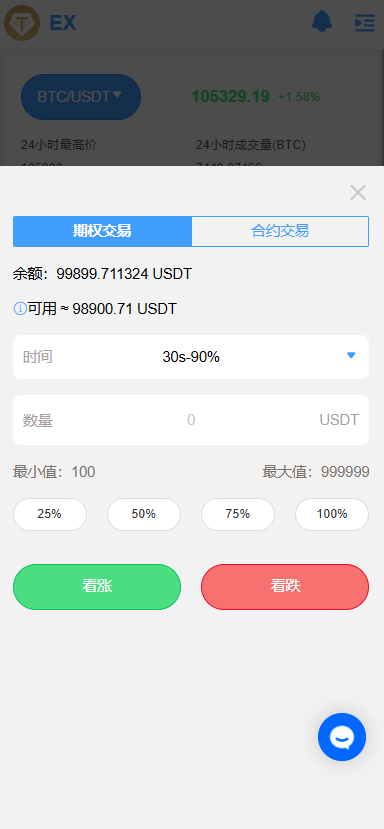 EX
BTC/USDT 105329.19 +1.58%
24小时最高价 24小时成交量(BTC)
期权交易 合约交易
余额：99899.711324 USDT
可用 ≈ 98900.71 USDT
时间 30s-90%
数量 0 USDT
最小值：100 最大值：999999
25% 50% 75% 100%
看涨 看跌